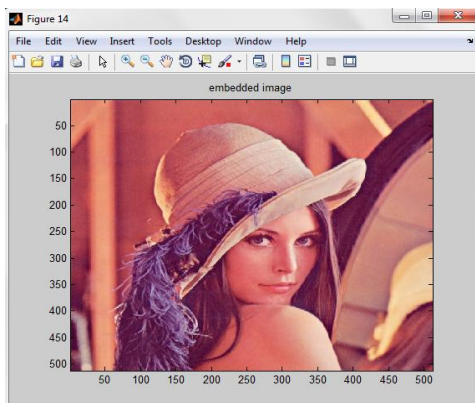 Figure 14
File Edit View Insert Tools Desktop Window Help
embedded image
50
100
150
200
250
300
350
400
450
500
50 100 150 200 250 300 350 400 450 500